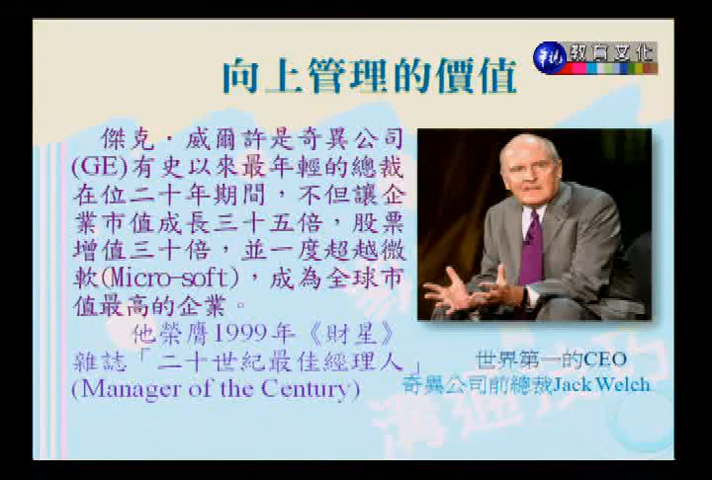 華視 教育文化
向上管理的價值
傑克．威爾許是奇異公司
(GE)有史以來最年輕的總裁
在位二十年期間，不但讓企
業市值成長三十五倍，股票
增值三十倍，並一度超越微
軟(Micro-soft)，成為全球市
值最高的企業。
他榮膺1999年《財星》
雜誌「二十世紀最佳經理人」
(Manager of the Century)
世界第一的CEO
奇異公司前總裁Jack Welch